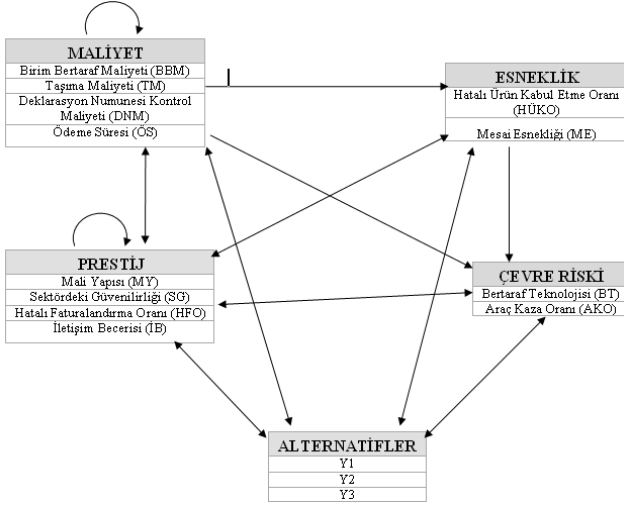 MALİYET
Birim Bertaraf Maliyeti (BBM)
Taşıma Maliyeti (TM)
Deklarasyon Numunesi Kontrol
Maliyeti (DNM)
Ödeme Süresi (ÖS)
ESNEKLİK
Hatalı Ürün Kabul Etme Oranı
(HÜKO)
Mesai Esnekliği (ME)
PRESTİJ
Mali Yapısı (MY)
Sektördeki Güvenilirliği (SG)
Hatalı Faturalandırma Oranı (HFO)
İletişim Becerisi (İB)
ÇEVRE RİSKİ
Bertaraf Teknolojisi (BT)
Araç Kaza Oranı (AKO)
ALTERNATİFLER
Y1
Y2
Y3